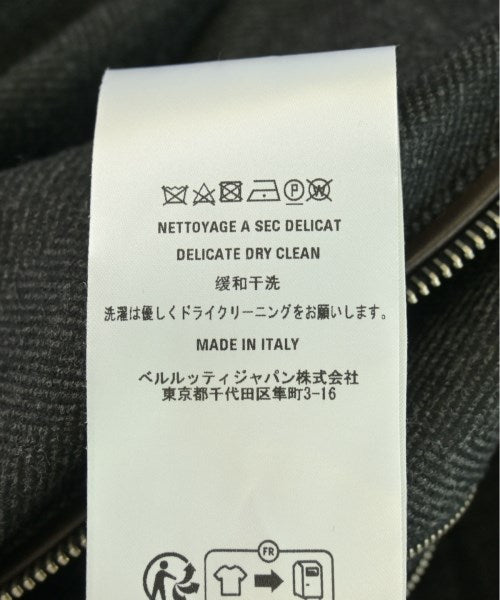 P W
NETTOYAGE A SEC DELICAT
DELICATE DRY CLEAN
缓和干洗
洗濯は優しくドライクリーニングをお願いします。
MADE IN ITALY
ベルルッティジャパン株式会社
東京都千代田区隼町3-16
FR